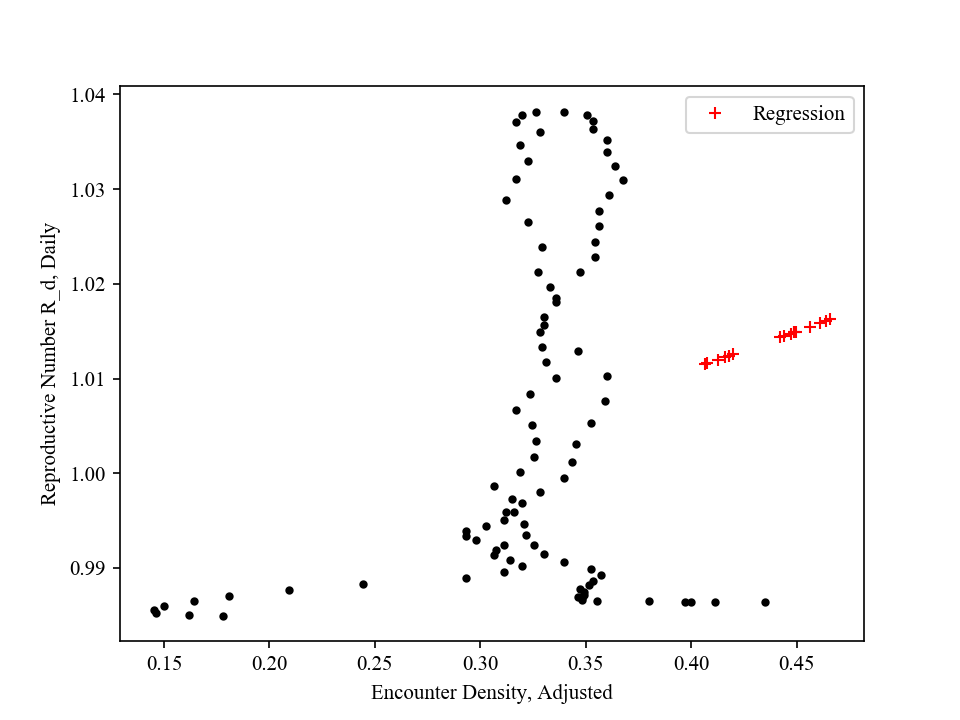 1.04
1.03
1.02
1.01
1.00
0.99
Reproductive Number R_d, Daily
Regression
0.15 0.20 0.25 0.30 0.35 0.40 0.45
Encounter Density, Adjusted